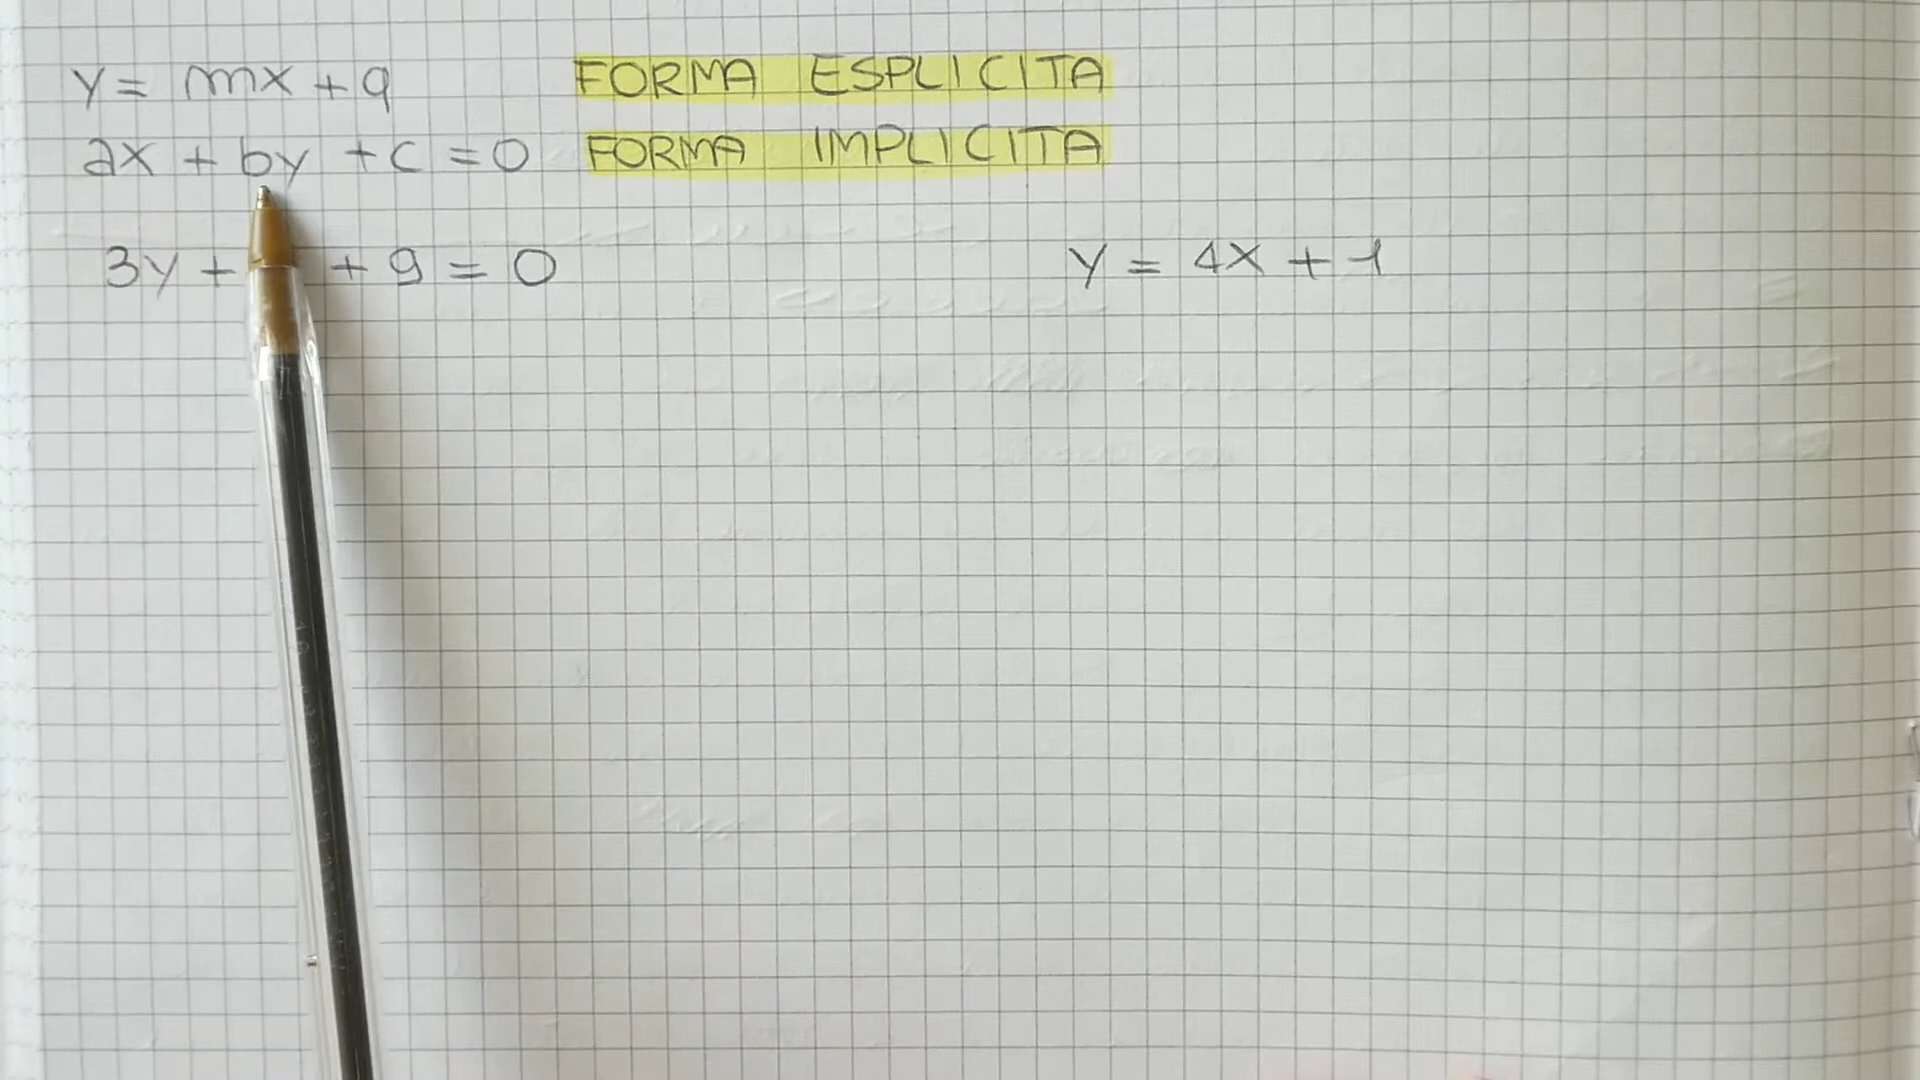 y = mx + q FORMA ESPLICITA
ax + by + c = 0 FORMA IMPLICITA
3y + + 9 = 0 y = 4x + 1